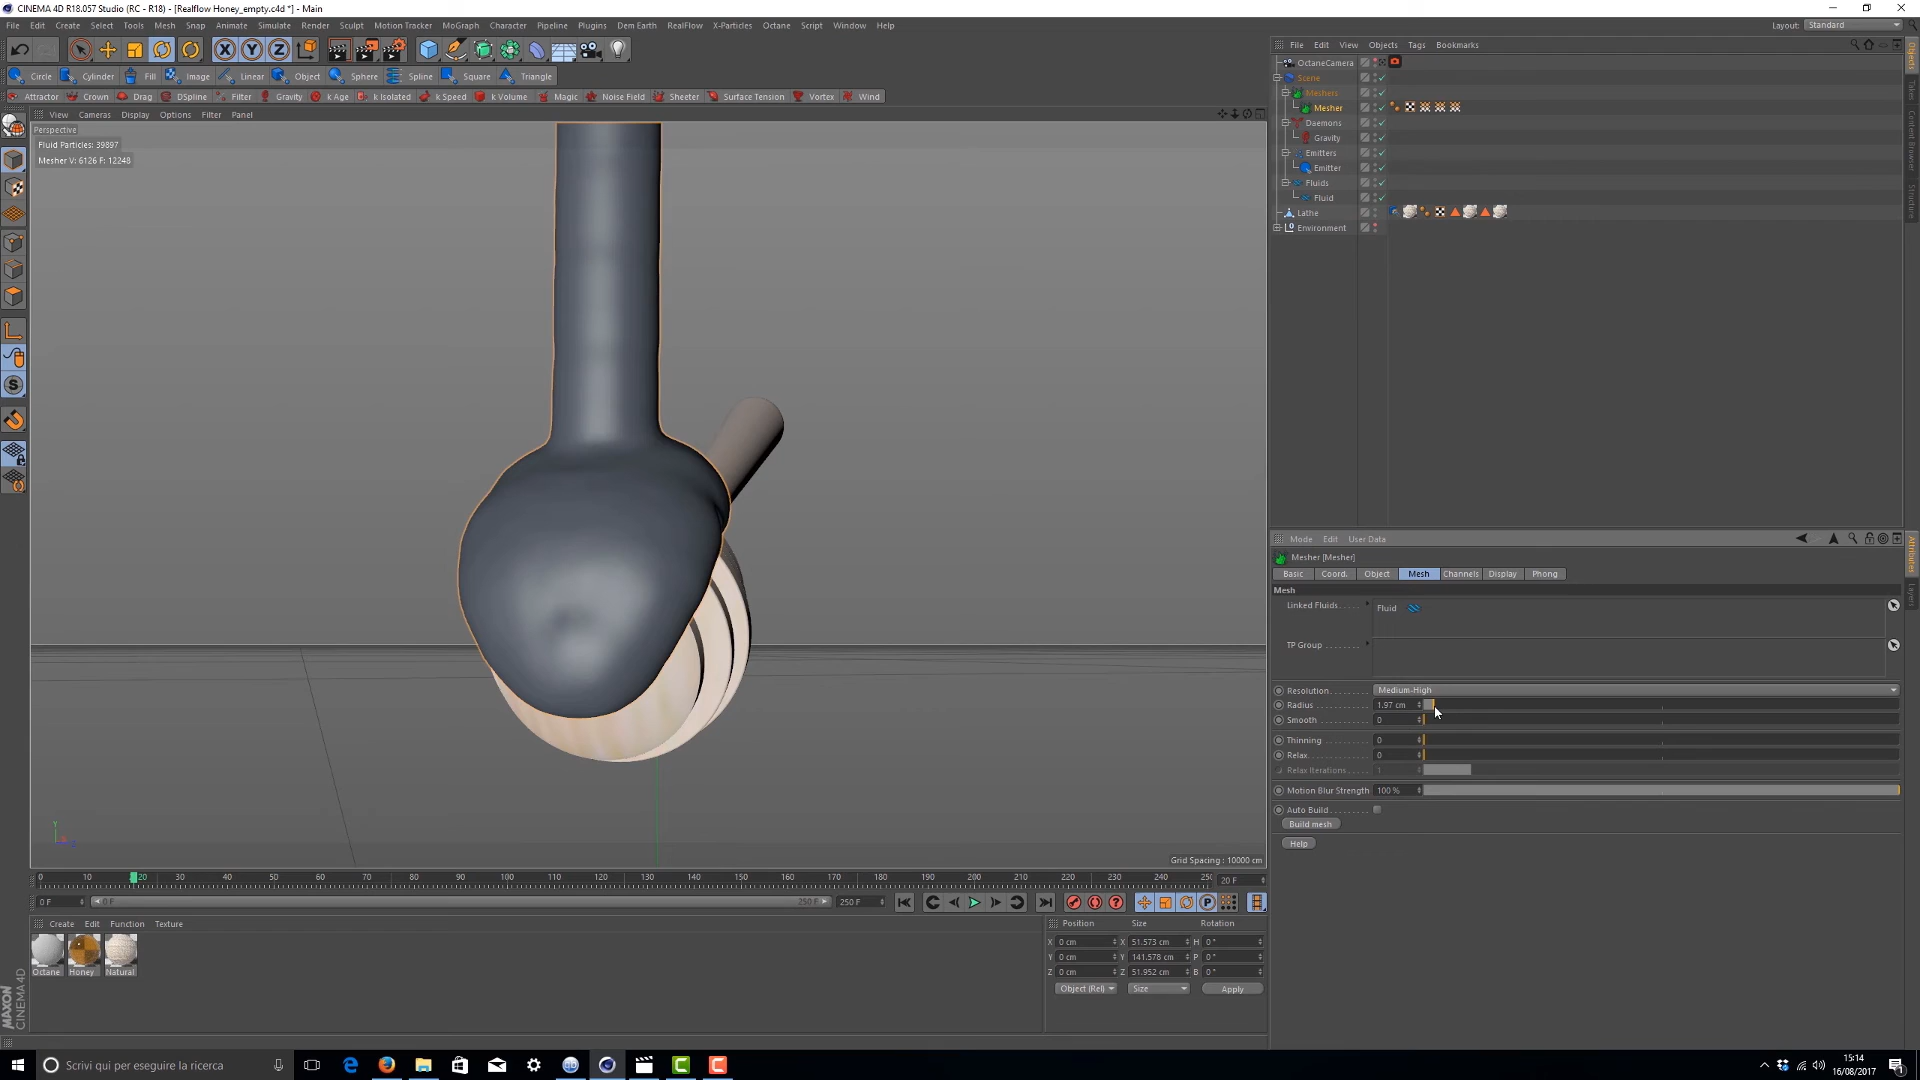 CINEMA 4D R18.057 Studio (RC - R18) - [Realflow Honey_empty.c4d *] - Main
File Edit Create Select Tools Mesh Snap Animate Simulate Render Sculpt Motion Tracker MoGraph Character Pipeline Plugins Dem Earth RealFlow X-Particles Octane Script Window Help
Layout: Standard
Circle Cylinder Fill Image Linear Object Sphere Spline Square Triangle
Attractor Crown Drag DSpline Filter Gravity k Age k Isolated k Speed k Volume Magic Noise Field Sheeter Surface Tension Vortex Wind
View Cameras Display Options Filter Panel
Perspective
Fluid Particles: 39897
Mesher V: 6126 F: 12248
Grid Spacing : 10000 cm
File Edit View Objects Tags Bookmarks
OctaneCamera
Scene
Meshers
Mesher
Daemons
Gravity
Emitters
Emitter
Fluids
Fluid
Lathe
Environment
Objects
Takes
Content Browser
Structure
Mode Edit User Data
Mesher [Mesher]
Basic Coord. Object Mesh Channels Display Phong
Mesh
Linked Fluids Fluid
TP Group
Resolution Medium-High
Radius 1.97 cm
Smooth 0
Thinning 0
Relax 0
Relax Iterations 1
Motion Blur Strength 100 %
Auto Build
Build mesh
Help
Attributes
Layers
0 10 20 30 40 50 60 70 80 90 100 110 120 130 140 150 160 170 180 190 200 210 220 230 240 250 20 F
0 F 0 F 250 F 250 F
Create Edit Function Texture
Octane Honey Natural
Position Size Rotation
X 0 cm X 51.573 cm H 0 °
Y 0 cm Y 141.578 cm P 0 °
Z 0 cm Z 51.952 cm B 0 °
Object (Rel) Size Apply
MAXON CINEMA4D
Scrivi qui per eseguire la ricerca
15:14
16/08/2017